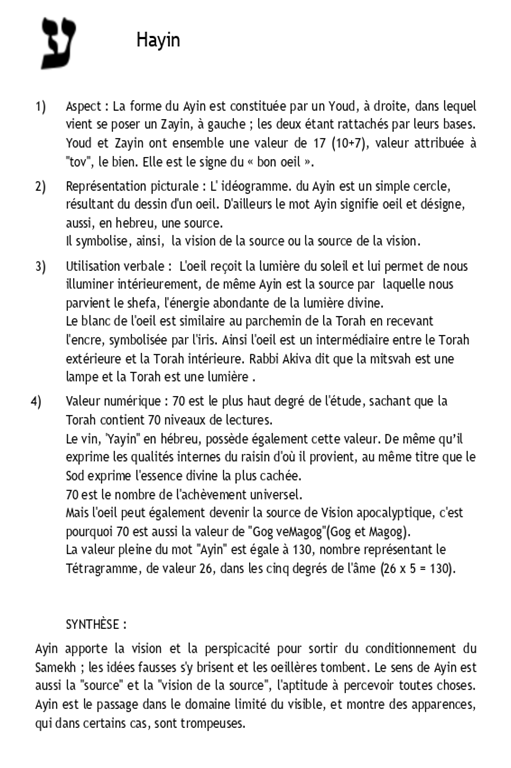 ע
Hayin
1) Aspect : La forme du Ayin est constituée par un Youd, à droite, dans lequel
vient se poser un Zayin, à gauche ; les deux étant rattachés par leurs bases.
Youd et Zayin ont ensemble une valeur de 17 (10+7), valeur attribuée à
"tov", le bien. Elle est le signe du « bon oeil ».
2) Représentation picturale : L' idéogramme. du Ayin est un simple cercle,
résultant du dessin d'un oeil. D'ailleurs le mot Ayin signifie oeil et désigne,
aussi, en hebreu, une source.
Il symbolise, ainsi, la vision de la source ou la source de la vision.
3) Utilisation verbale : L'oeil reçoit la lumière du soleil et lui permet de nous
illuminer intérieurement, de même Ayin est la source par laquelle nous
parvient le shefa, l'énergie abondante de la lumière divine.
Le blanc de l'oeil est similaire au parchemin de la Torah en recevant
l'encre, symbolisée par l'iris. Ainsi l'oeil est un intermédiaire entre le Torah
extérieure et la Torah intérieure. Rabbi Akiva dit que la mitsvah est une
lampe et la Torah est une lumière .
4) Valeur numérique : 70 est le plus haut degré de l'étude, sachant que la
Torah contient 70 niveaux de lectures.
Le vin, 'Yayin" en hébreu, possède également cette valeur. De même qu'il
exprime les qualités internes du raisin d'où il provient, au même titre que le
Sod exprime l'essence divine la plus cachée.
70 est le nombre de l'achèvement universel.
Mais l'oeil peut également devenir la source de Vision apocalyptique, c'est
pourquoi 70 est aussi la valeur de "Gog veMagog"(Gog et Magog).
La valeur pleine du mot "Ayin" est égale à 130, nombre représentant le
Tétragramme, de valeur 26, dans les cinq degrés de l'âme (26 x 5 = 130).
SYNTHÈSE :
Ayin apporte la vision et la perspicacité pour sortir du conditionnement du
Samekh ; les idées fausses s'y brisent et les oeillères tombent. Le sens de Ayin est
aussi la "source" et la "vision de la source", l'aptitude à percevoir toutes choses.
Ayin est le passage dans le domaine limité du visible, et montre des apparences,
qui dans certains cas, sont trompeuses.